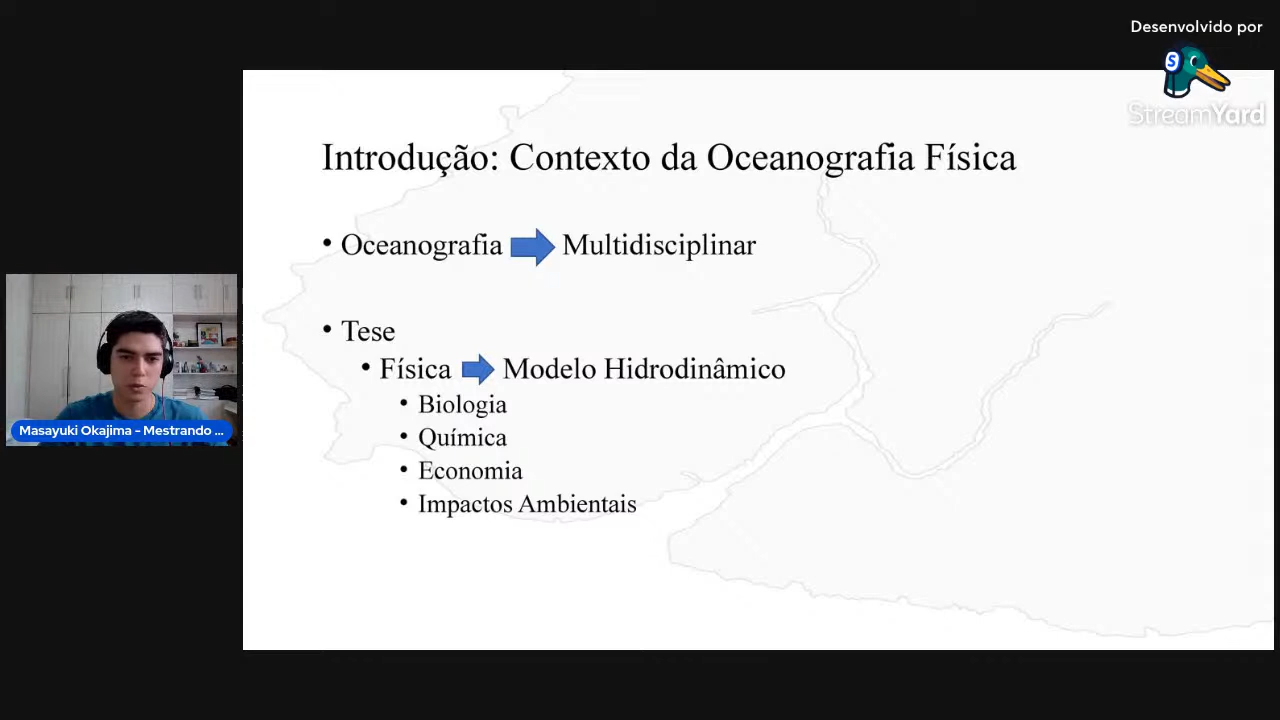 Desenvolvido por
StreamYard
Introdução: Contexto da Oceanografia Física
• Oceanografia Multidisciplinar
• Tese
• Física Modelo Hidrodinâmico
• Biologia
• Química
• Economia
• Impactos Ambientais
Masayuki Okajima - Mestrando ...